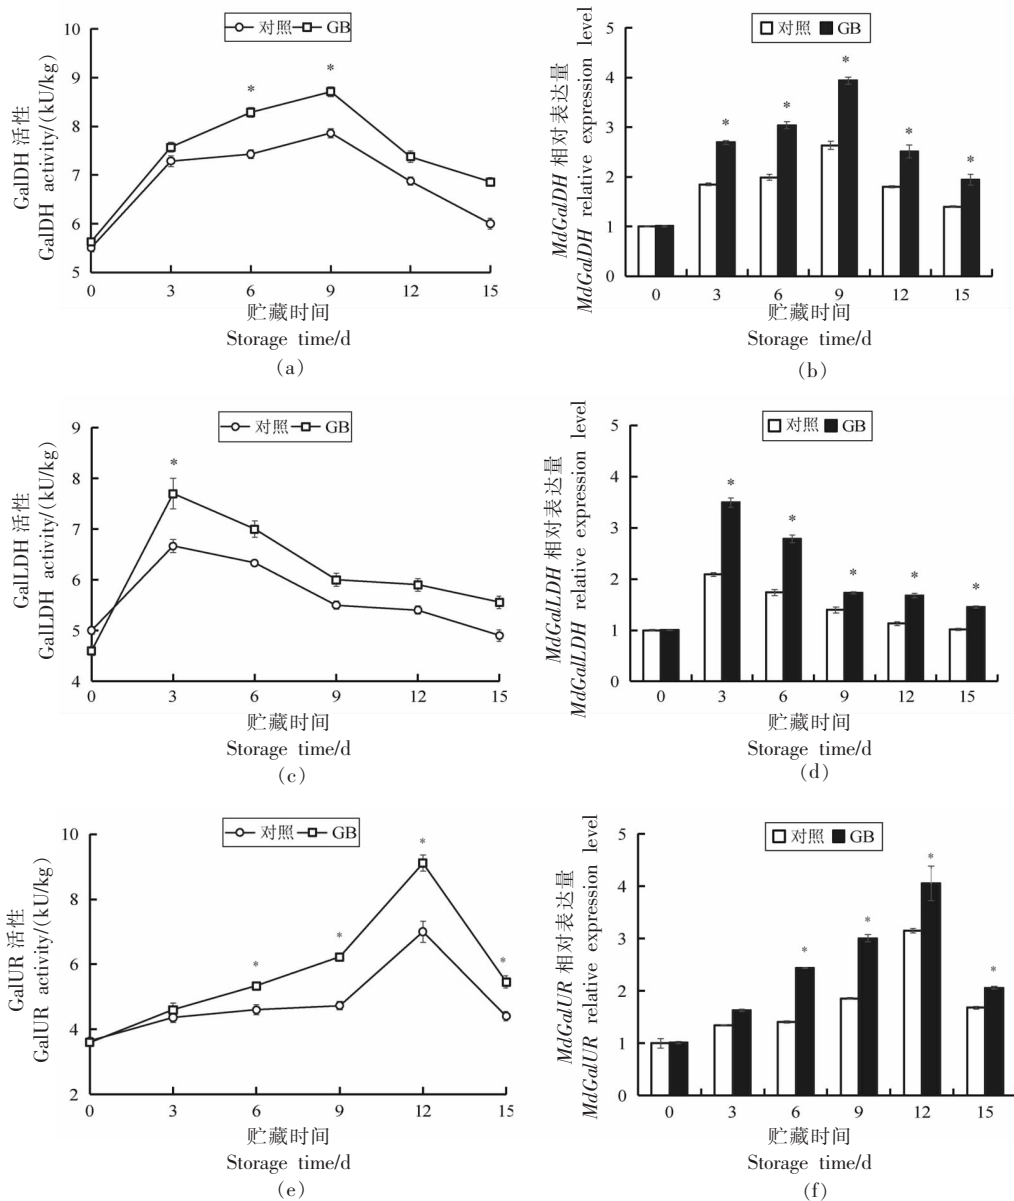 对照 GB
GalDH 活性
GalDH activity/(kU/kg)
10
9
8
7
6
5
* *
0 3 6 9 12 15
贮藏时间
Storage time/d
(a)
对照 GB
MdGalDH 相对表达量
MdGalDH relative expression level
5
4
3
2
1
0
* * * * *
0 3 6 9 12 15
贮藏时间
Storage time/d
(b)
对照 GB
GalLDH 活性
GalLDH activity/(kU/kg)
9
8
7
6
5
4
*
0 3 6 9 12 15
贮藏时间
Storage time/d
(c)
对照 GB
MdGalLDH 相对表达量
MdGalLDH relative expression level
5
4
3
2
1
0
* * * * *
0 3 6 9 12 15
贮藏时间
Storage time/d
(d)
对照 GB
GalUR 活性
GalUR activity/(kU/kg)
10
8
6
4
2
* * * *
0 3 6 9 12 15
贮藏时间
Storage time/d
(e)
对照 GB
MdGalUR 相对表达量
MdGalUR relative expression level
5
4
3
2
1
0
* * * *
0 3 6 9 12 15
贮藏时间
Storage time/d
(f)